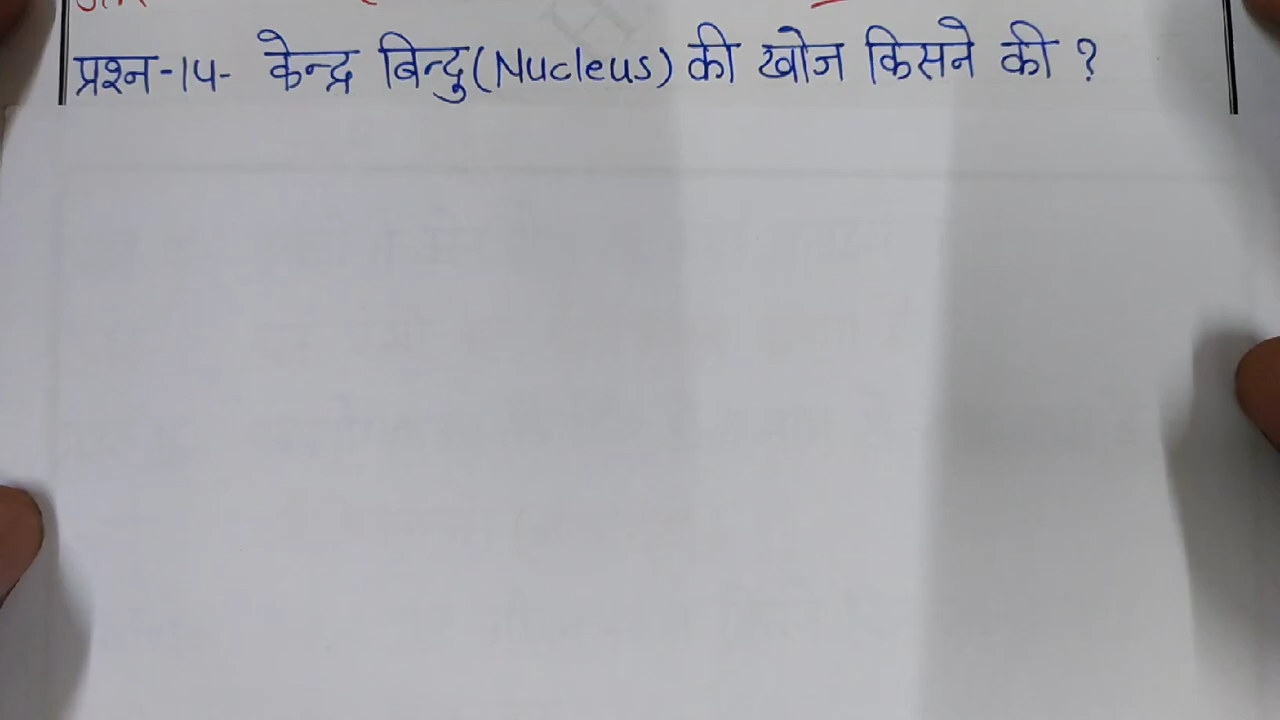 प्रश्न-14- केन्द्र बिन्दु(Nucleus) की खोज किसने की ?